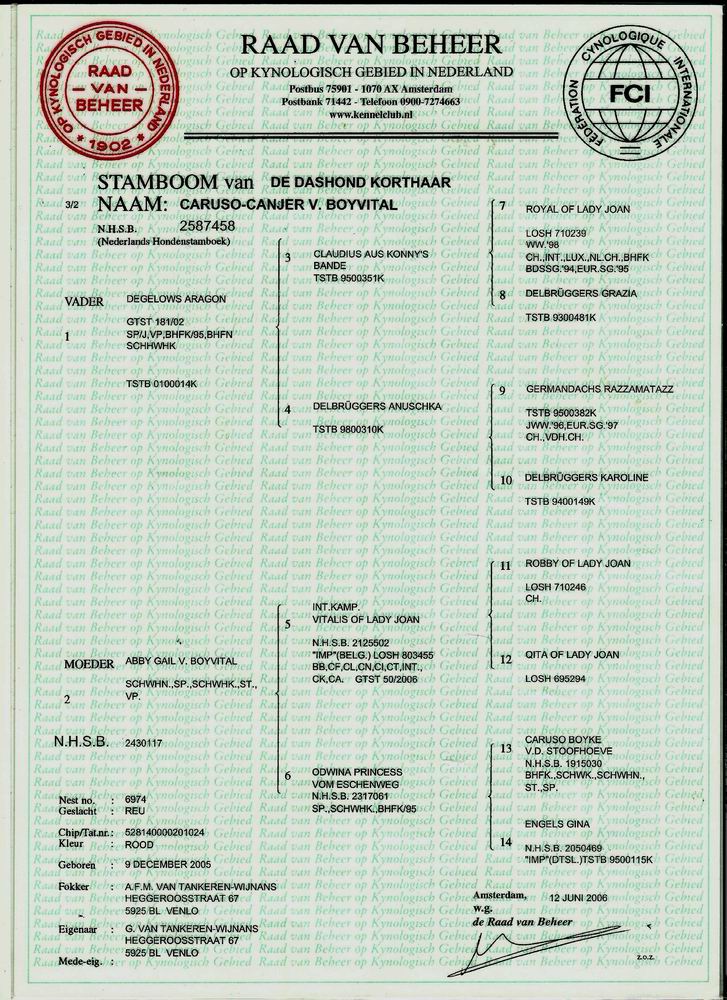 OP KYNOLOGISCH GEBIED IN NEDERLAND
RAAD
VAN
BEHEER
* 1902 *
RAAD VAN BEHEER
OP KYNOLOGISCH GEBIED IN NEDERLAND
Postbus 75901 - 1070 AX Amsterdam
Postbank 71442 - Telefoon 0900-7274663
www.kennelclub.nl
FÉDÉRATION CYNOLOGIQUE INTERNATIONALE
FCI
STAMBOOM van DE DASHOND KORTHAAR
3/2 NAAM: CARUSO-CANJER V. BOYVITAL
N.H.S.B. 2587458
(Nederlands Hondenstamboek)
VADER DEGELOWS ARAGON
1
GTST 181/02
SP/J,VP,BHFK/95,BHFN
SCHHWHK
TSTB 0100014K
3 CLAUDIUS AUS KONNY'S
BANDE
TSTB 9500351K
4 DELBRÜGGERS ANUSCHKA
TSTB 9800310K
7 ROYAL OF LADY JOAN
LOSH 710239
WW.'98
CH.,INT.,LUX.,NL.CH.,BHFK
BDSSG.'94,EUR.SG.'95
8 DELBRÜGGERS GRAZIA
TSTB 9300481K
9 GERMANDACHS RAZZAMATAZZ
TSTB 9500382K
JWW.'96,EUR.SG.'97
CH.,VDH.CH.
10 DELBRÜGGERS KAROLINE
TSTB 9400149K
MOEDER ABBY GAIL V. BOYVITAL
2
SCHWHN.,SP.,SCHWHK.,ST.,
VP.
N.H.S.B. 2430117
5 INT.KAMP.
VITALIS OF LADY JOAN
N.H.S.B. 2125502
"IMP"(BELG.) LOSH 803455
BB,CF,CL,CN,CI,CT,INT.,
CK,CA. GTST 50/2006
6 ODWINA PRINCESS
VOM ESCHENWEG
N.H.S.B. 2317061
SP.,SCHWHK.,BHFK/95
11 ROBBY OF LADY JOAN
LOSH 710246
CH.
12 QITA OF LADY JOAN
LOSH 695294
13 CARUSO BOYKE
V.D. STOOFHOEVE
N.H.S.B. 1915030
BHFK.,SCHWK.,SCHWHN.,
ST.,SP.
14 ENGELS GINA
N.H.S.B. 2050469
"IMP"(DTSL.)TSTB 9500115K
Nest no. : 6974
Geslacht : REU
Chip/Tat.nr.: 528140000201024
Kleur : ROOD
Geboren : 9 DECEMBER 2005
Fokker : A.F.M. VAN TANKEREN-WIJNANS
HEGGEROOSSTRAAT 67
5925 BL VENLO
Eigenaar : G. VAN TANKEREN-WIJNANS
HEGGEROOSSTRAAT 67
5925 BL VENLO
Mede-eig. :
Amsterdam, 12 JUNI 2006
w.g.
de Raad van Beheer
z.o.z.